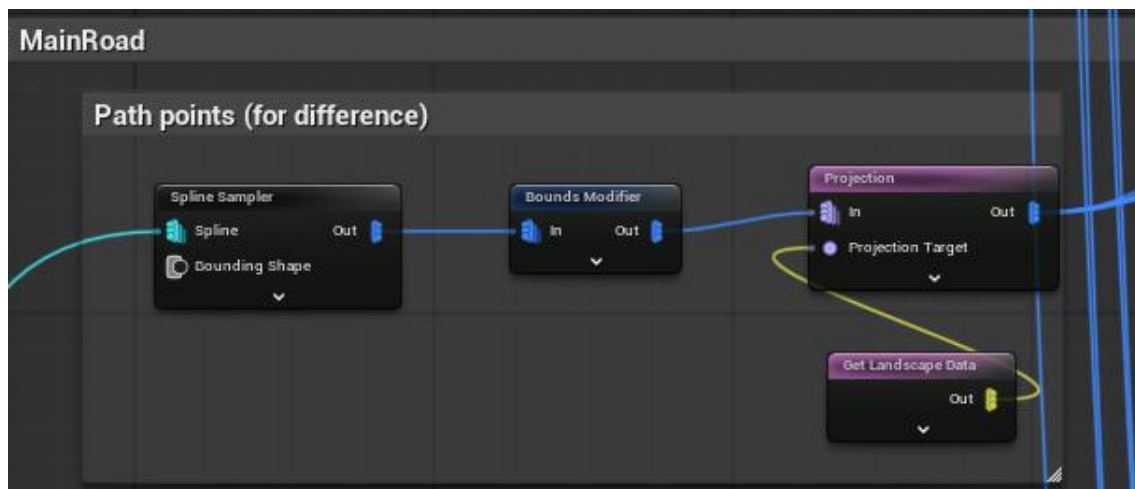 MainRoad
Path points (for difference)
Spline Sampler
Spline Out
Bounding Shape
Bounds Modifier
In Out
Projection
In Out
Projection Target
Get Landscape Data
Out